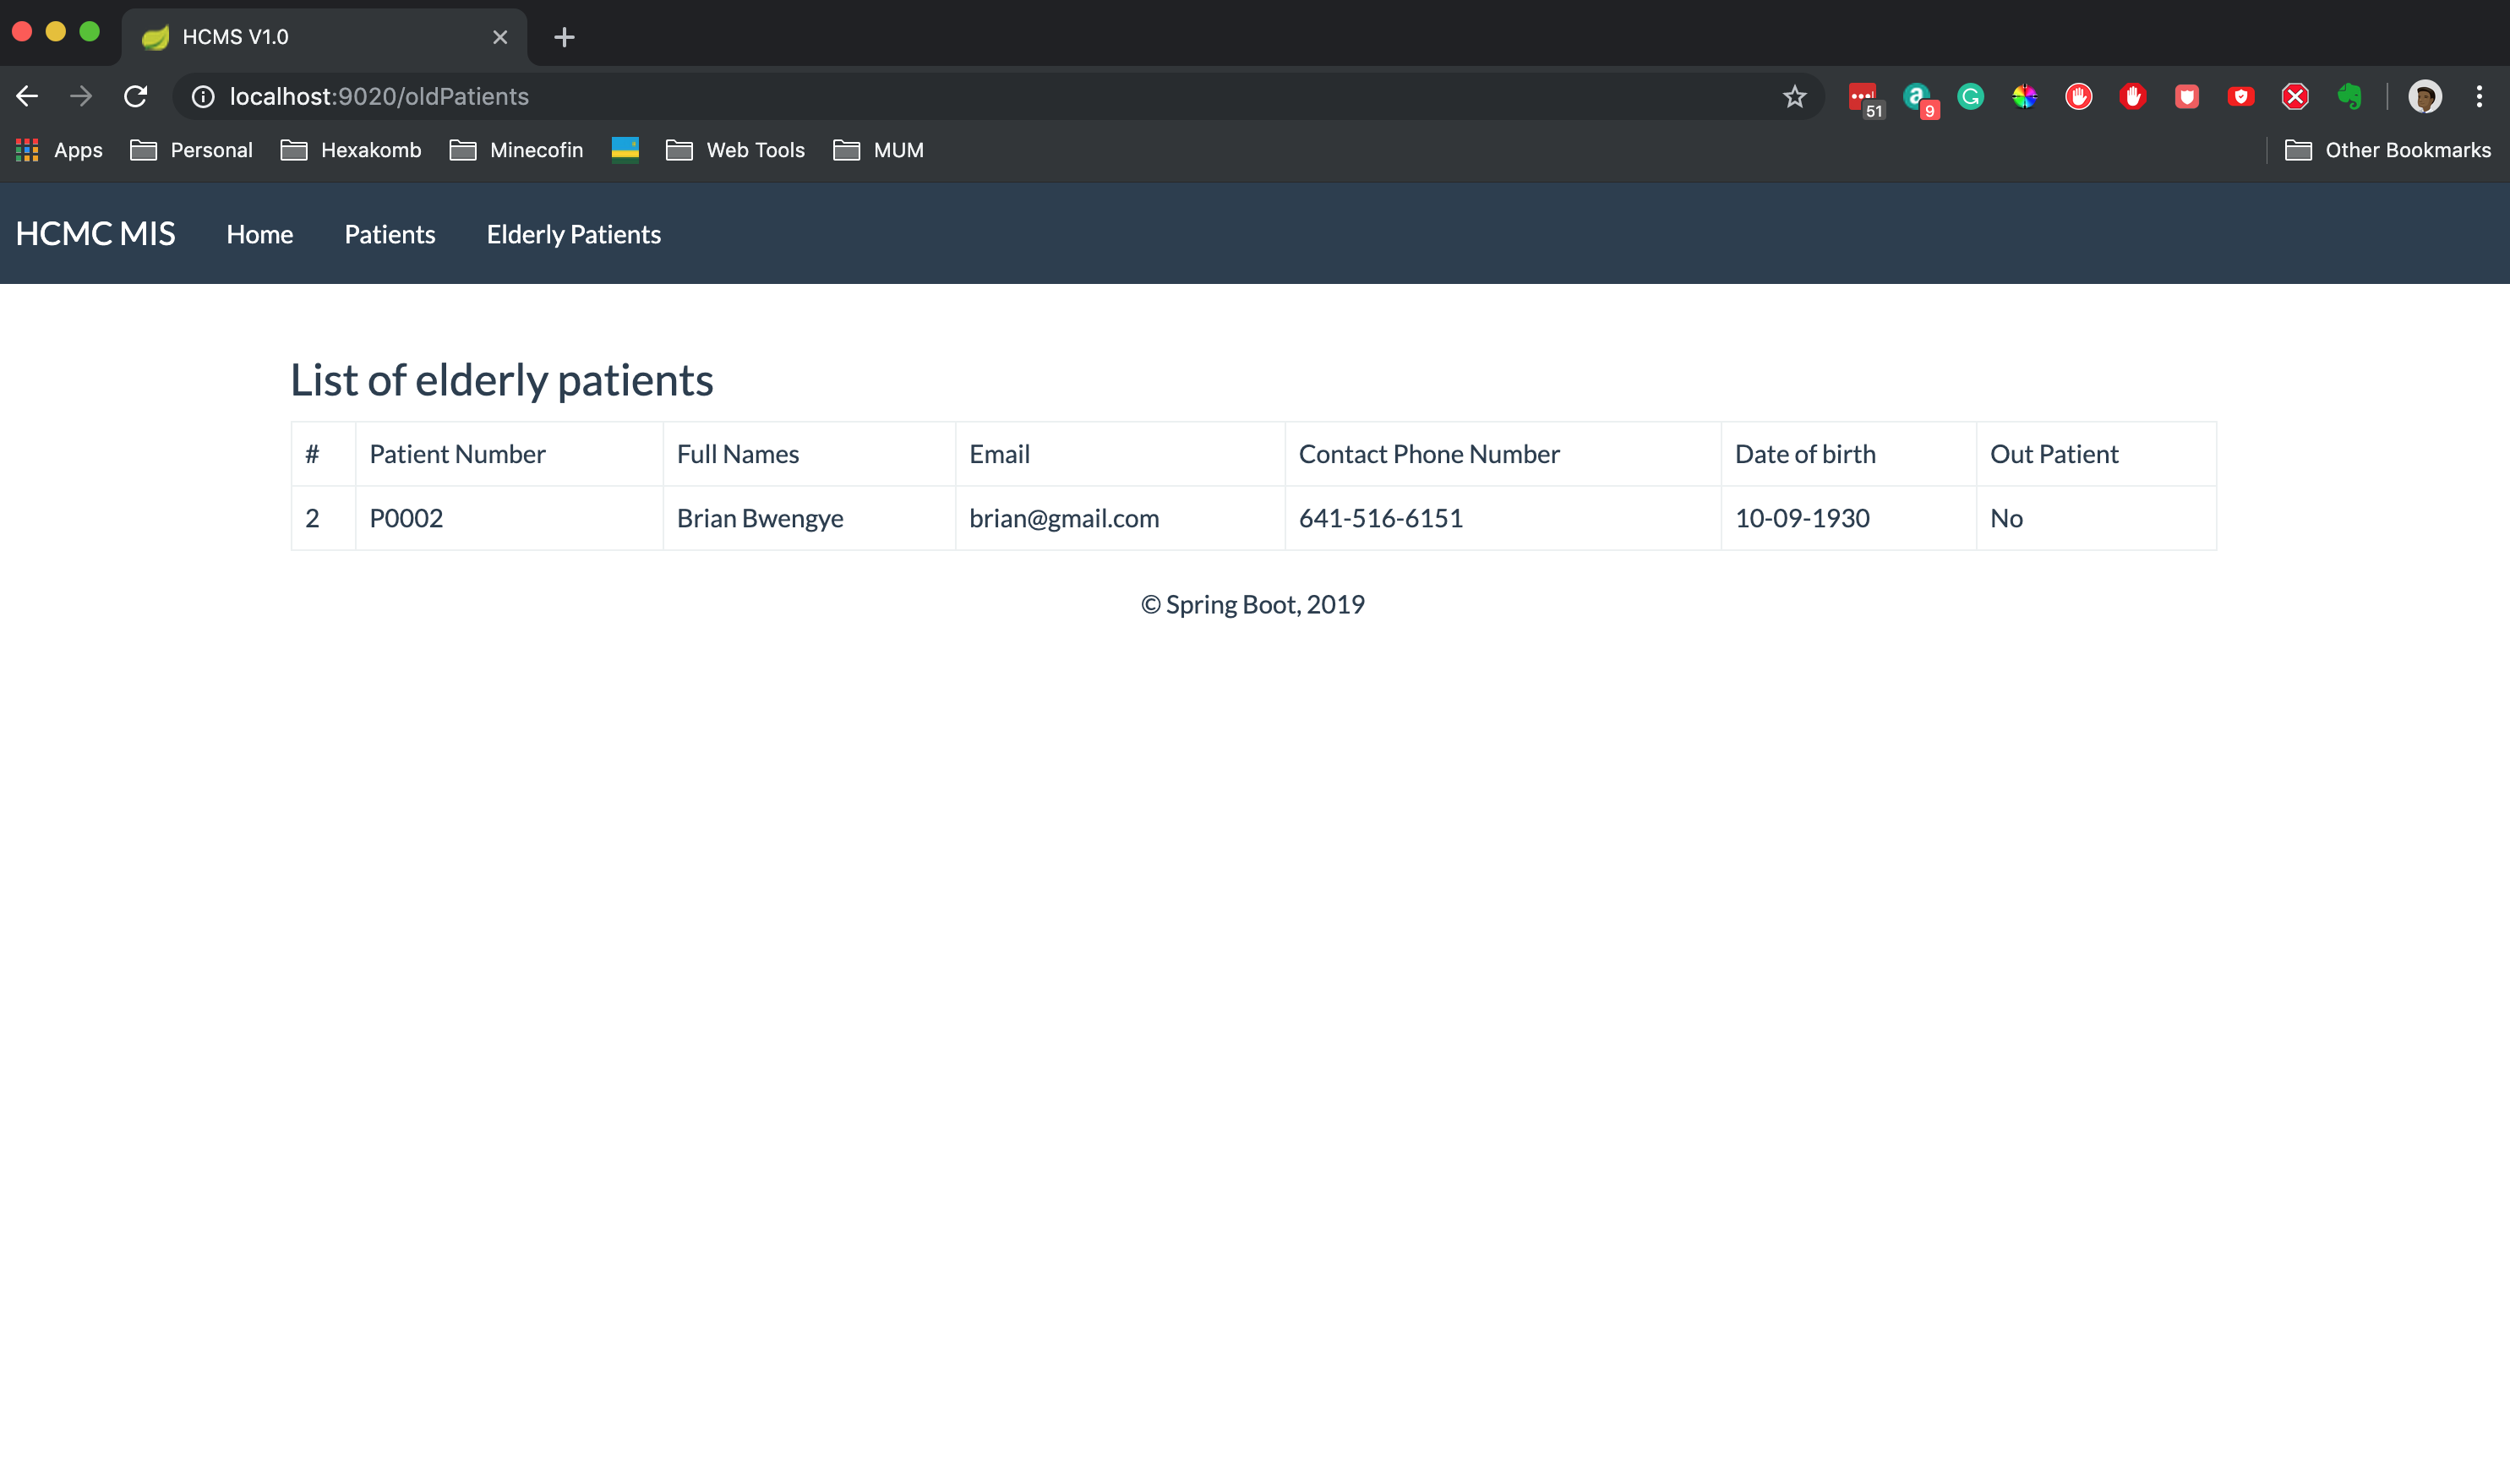 HCMS V1.0
localhost:9020/oldPatients
51
9
Apps Personal Hexakomb Minecofin Web Tools MUM Other Bookmarks
HCMC MIS Home Patients Elderly Patients
List of elderly patients
# Patient Number Full Names Email Contact Phone Number Date of birth Out Patient
2 P0002 Brian Bwengye brian@gmail.com 641-516-6151 10-09-1930 No
© Spring Boot, 2019